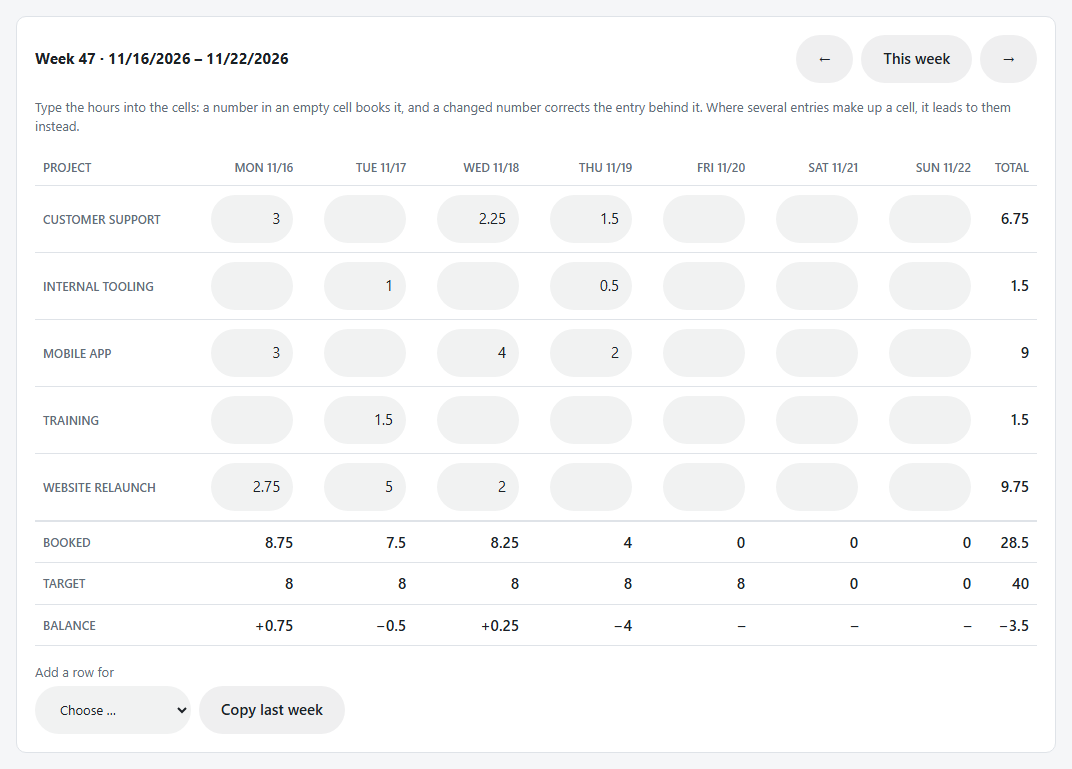 Week 47 · 11/16/2026 – 11/22/2026 ← This week →
Type the hours into the cells: a number in an empty cell books it, and a changed number corrects the entry behind it. Where several entries make up a cell, it leads to them
instead.
PROJECT MON 11/16 TUE 11/17 WED 11/18 THU 11/19 FRI 11/20 SAT 11/21 SUN 11/22 TOTAL
CUSTOMER SUPPORT 3 2.25 1.5 6.75
INTERNAL TOOLING 1 0.5 1.5
MOBILE APP 3 4 2 9
TRAINING 1.5 1.5
WEBSITE RELAUNCH 2.75 5 2 9.75
BOOKED 8.75 7.5 8.25 4 0 0 0 28.5
TARGET 8 8 8 8 8 0 0 40
BALANCE +0.75 −0.5 +0.25 −4 – – – −3.5
Add a row for
Choose ... Copy last week